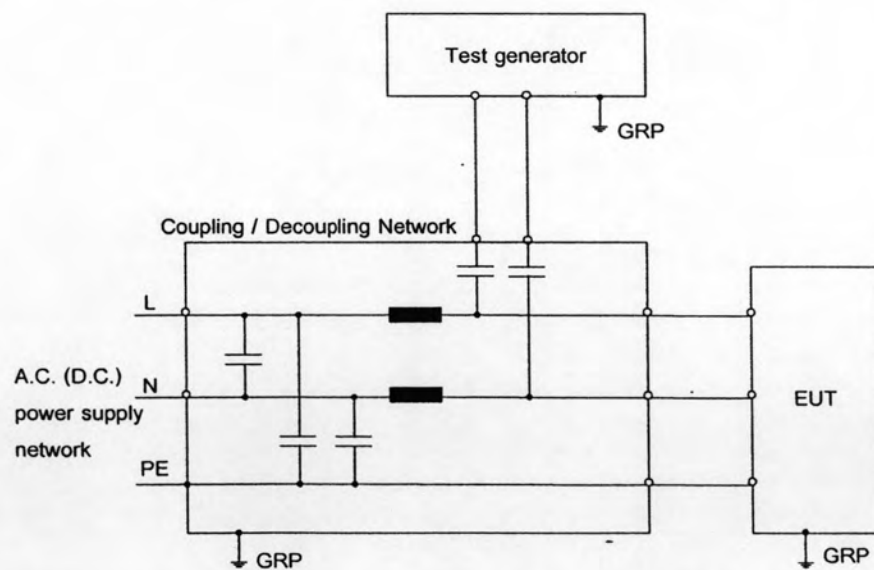 Test generator
GRP
Coupling / Decoupling Network
L
A.C. (D.C.)
N
power supply
network
PE
EUT
GRP
GRP